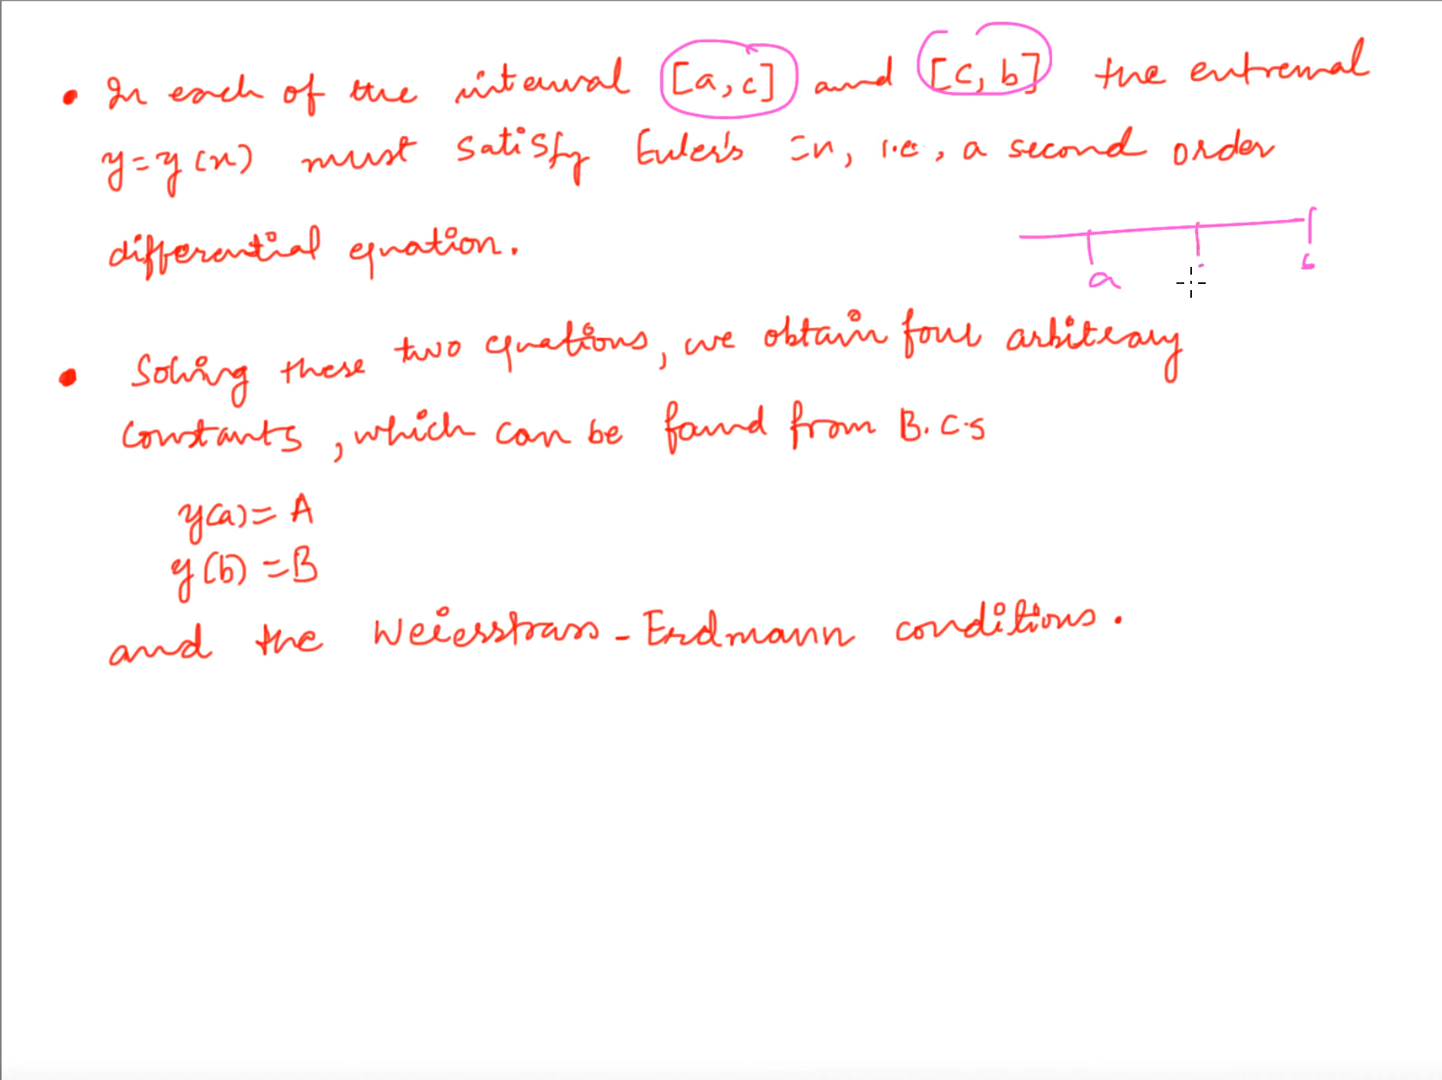 • In each of the interval [a,c] and [c, b] the extremal
y=y(x) must satisfy Euler's =n, i.e, a second order
differential equation.
a b
• Solving these two equations, we obtain four arbitrary
constants, which can be found from B.C.s
y(a)= A
y(b) =B
and the Weierstrass-Erdmann conditions.